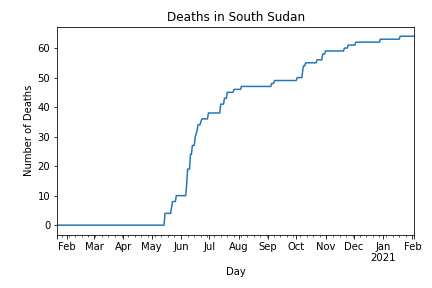 Deaths in South Sudan
60
50
40
30
20
10
0
Number of Deaths
Feb Mar Apr May Jun Jul Aug Sep Oct Nov Dec Jan Feb
2021
Day